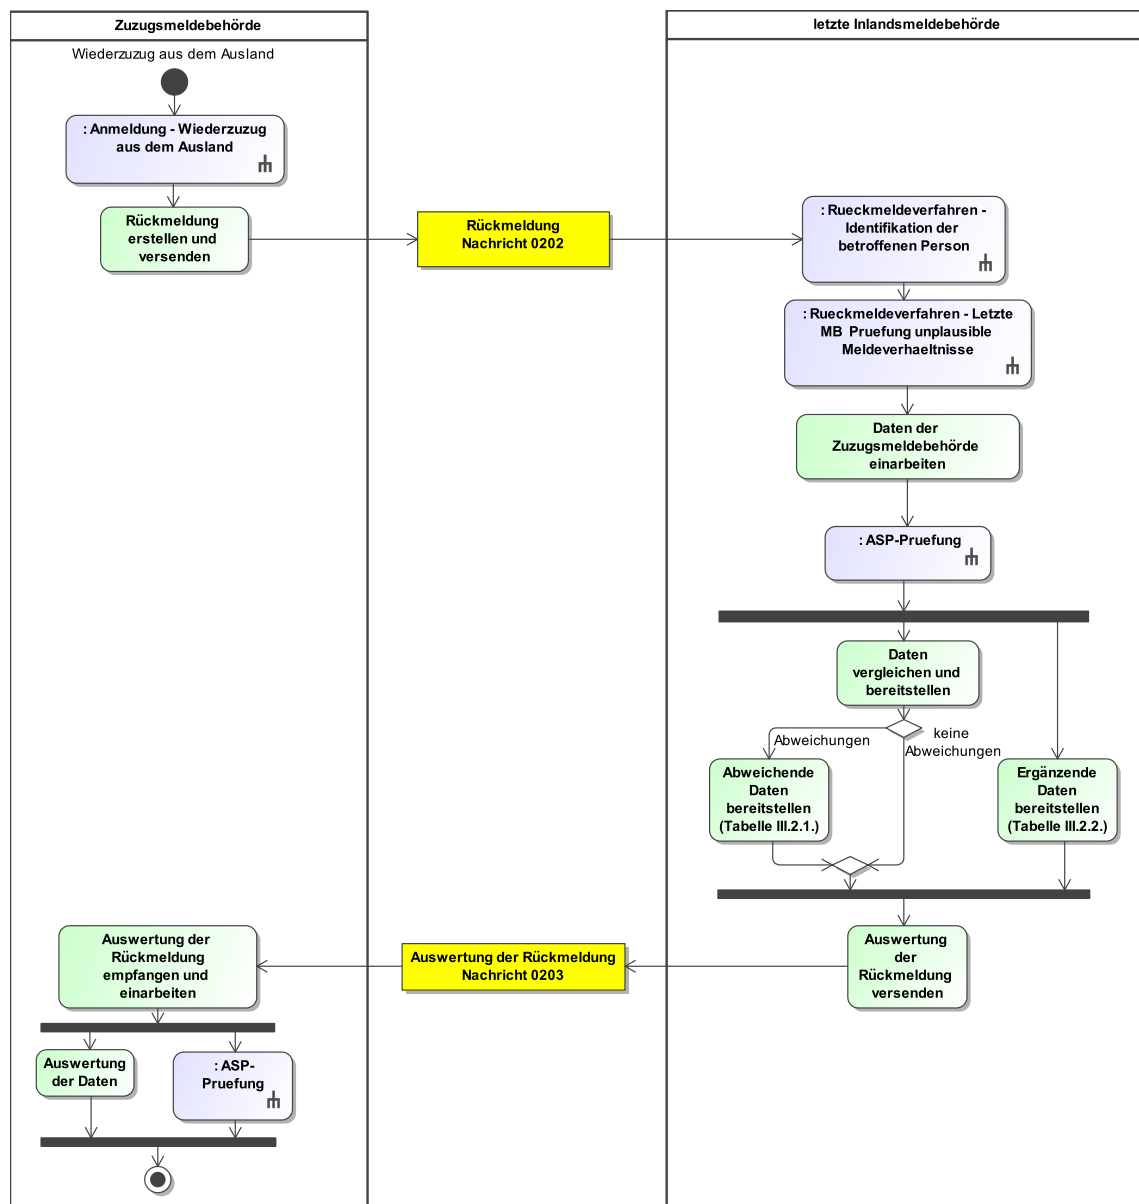 Zuzugsmeldebehörde
letzte Inlandsmeldebehörde
Wiederzuzug aus dem Ausland
: Anmeldung - Wiederzuzug
aus dem Ausland
Rückmeldung
erstellen und
versenden
Rückmeldung
Nachricht 0202
: Rueckmeldeverfahren -
Identifikation der
betroffenen Person
: Rueckmeldeverfahren - Letzte
MB Pruefung unplausible
Meldeverhaeltnisse
Daten der
Zuzugsmeldebehörde
einarbeiten
: ASP-Pruefung
Daten
vergleichen und
bereitstellen
Abweichungen
keine
Abweichungen
Abweichende
Daten
bereitstellen
(Tabelle III.2.1.)
Ergänzende
Daten
bereitstellen
(Tabelle III.2.2.)
Auswertung
der
Rückmeldung
versenden
Auswertung der Rückmeldung
Nachricht 0203
Auswertung der
Rückmeldung
empfangen und
einarbeiten
Auswertung
der Daten
: ASP-
Pruefung